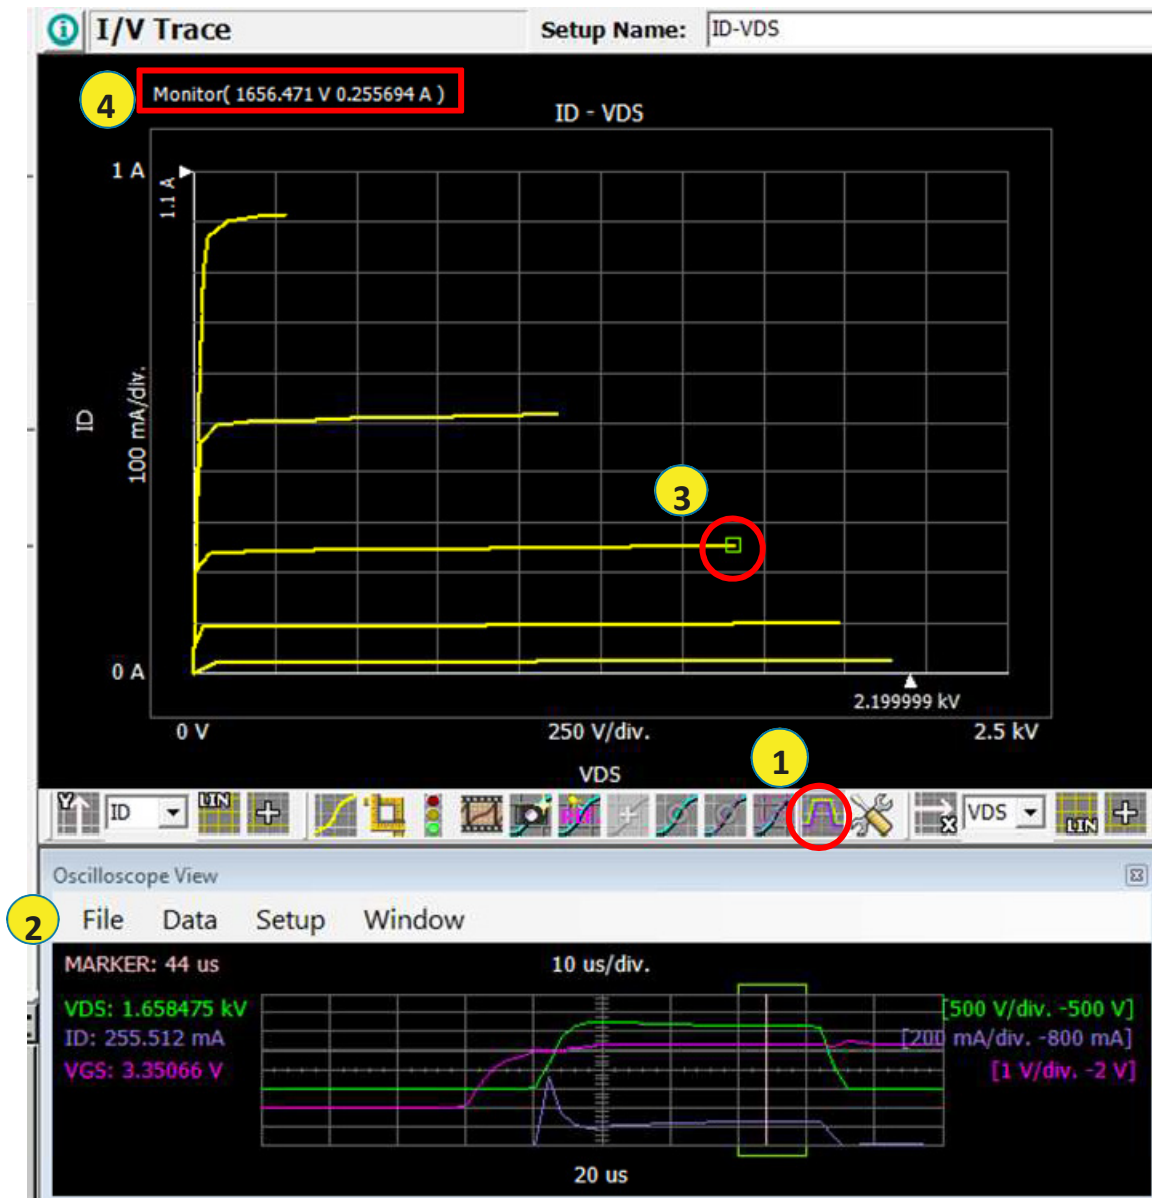 I/V Trace
Setup Name: ID-VDS
4
Monitor( 1656.471 V 0.255694 A )
ID - VDS
1 A
1.1 A
ID
100 mA/div.
3
0 A
2.199999 kV
0 V
250 V/div.
2.5 kV
VDS
1
Y
ID
LIN
REF
X
VDS
LIN
Oscilloscope View
2
File Data Setup Window
MARKER: 44 us
10 us/div.
VDS: 1.658475 kV
[500 V/div. -500 V]
ID: 255.512 mA
[200 mA/div. -800 mA]
VGS: 3.35066 V
[1 V/div. -2 V]
20 us